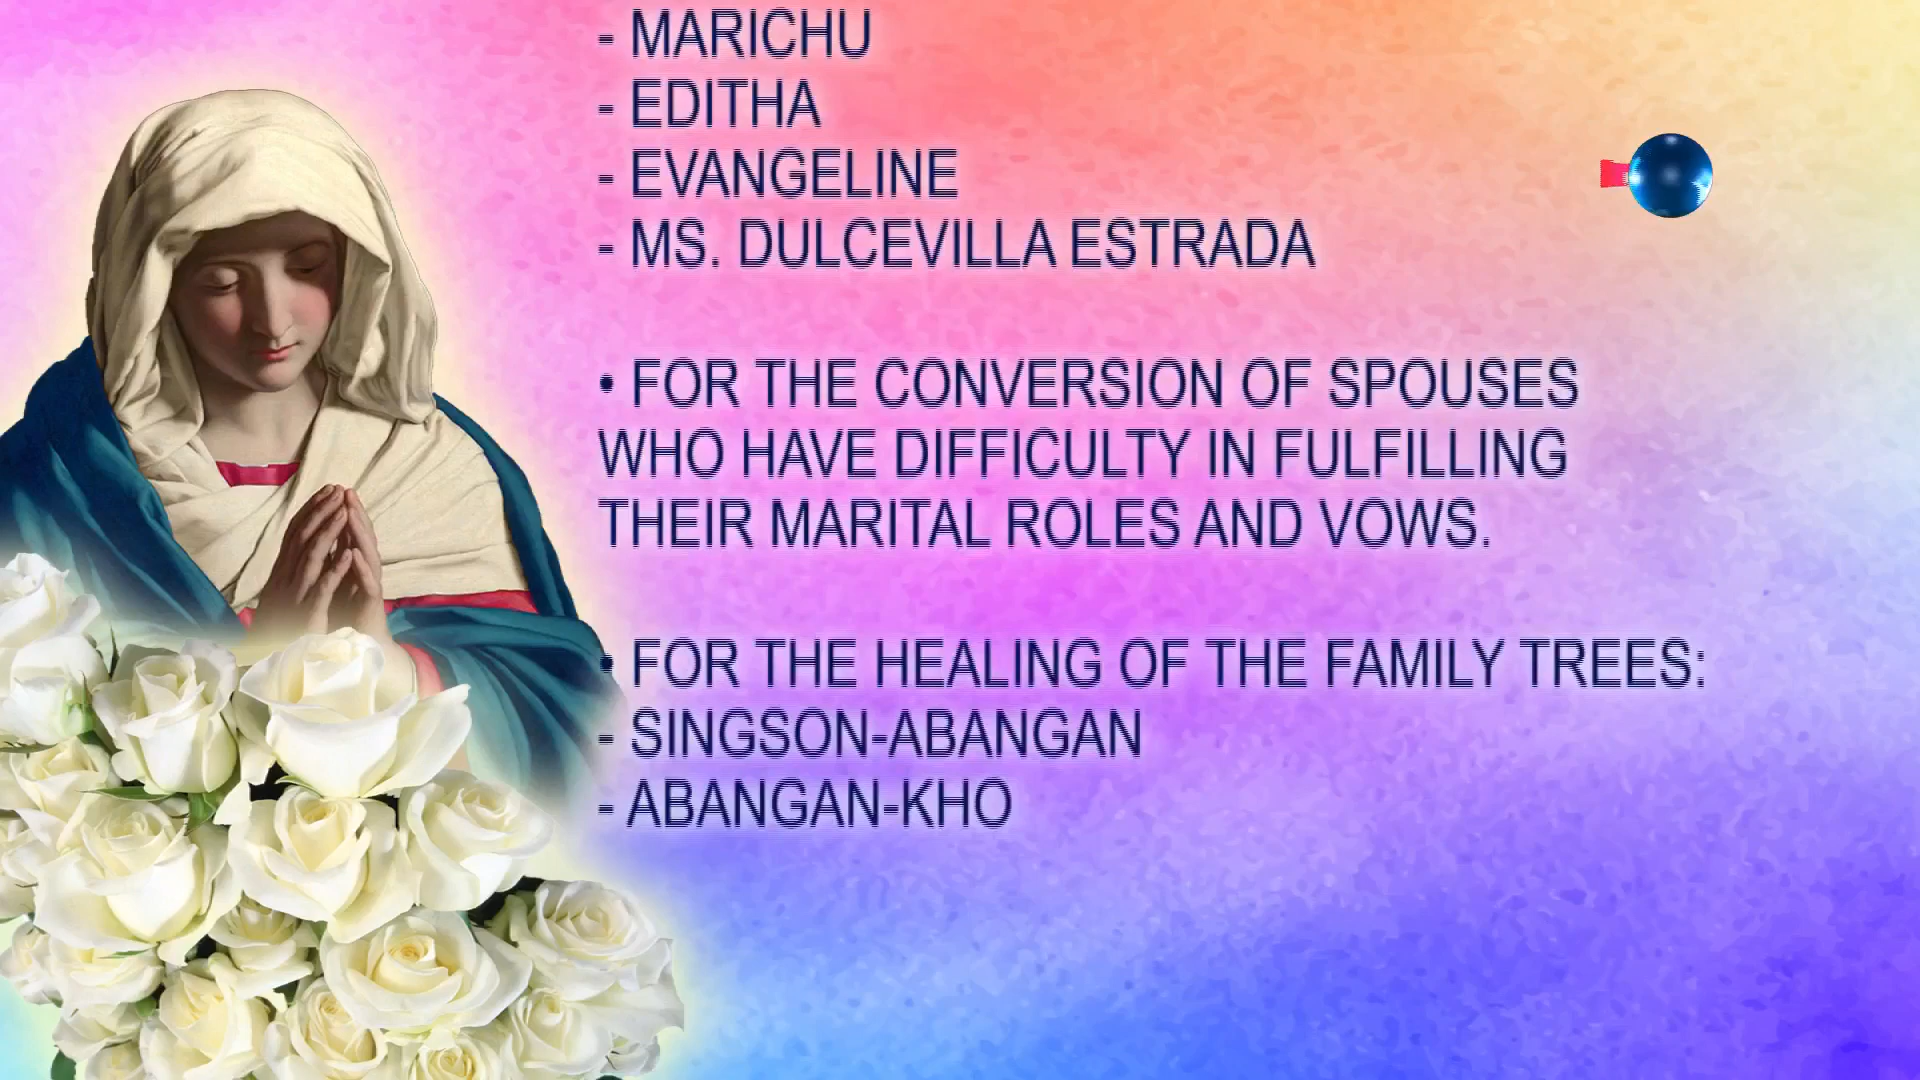 - MARICHU
- EDITHA
- EVANGELINE
- MS. DULCEVILLA ESTRADA
• FOR THE CONVERSION OF SPOUSES
WHO HAVE DIFFICULTY IN FULFILLING
THEIR MARITAL ROLES AND VOWS.
• FOR THE HEALING OF THE FAMILY TREES:
- SINGSON-ABANGAN
- ABANGAN-KHO